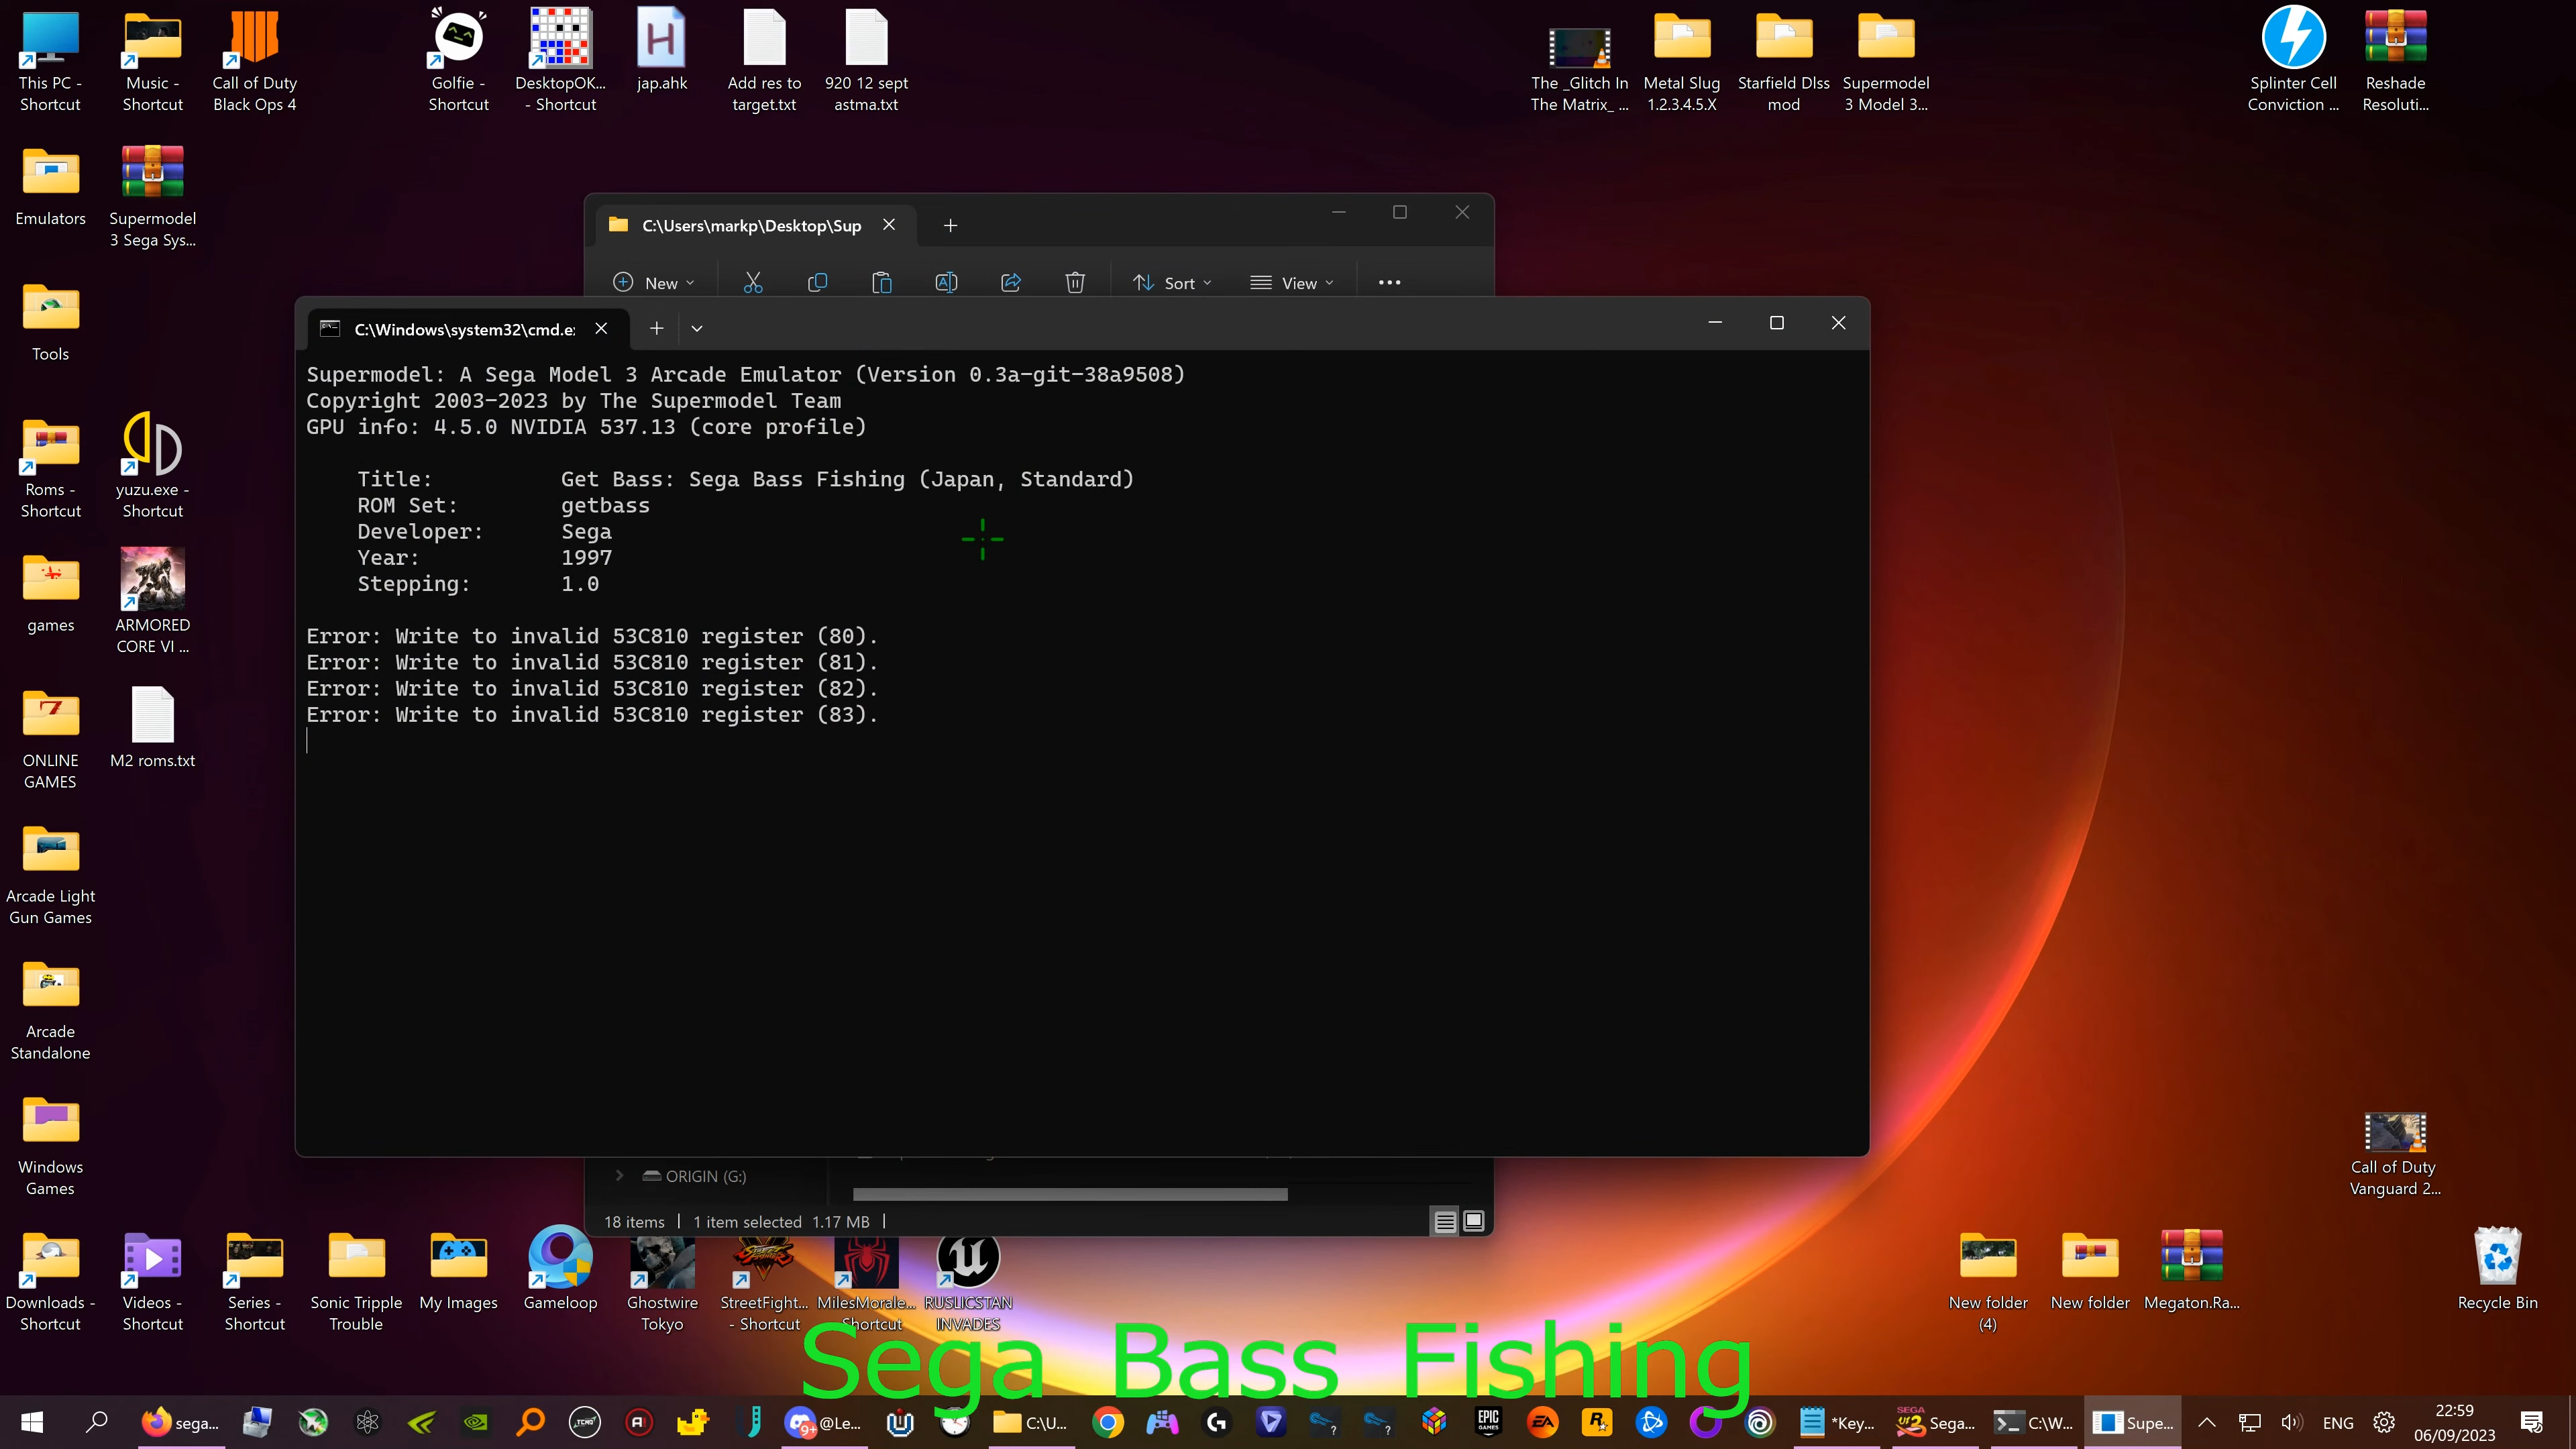 This PC -
Shortcut
Music -
Shortcut
Call of Duty
Black Ops 4
Golfie -
Shortcut
DesktopOK...
- Shortcut
jap.ahk
Add res to
target.txt
920 12 sept
astma.txt
The _Glitch In
The Matrix_ ...
Metal Slug
1.2.3.4.5.X
Starfield Dlss
mod
Supermodel
3 Model 3...
Splinter Cell
Conviction ...
Reshade
Resoluti...
Emulators
Supermodel
3 Sega Sys...
C:\Users\markp\Desktop\Sup
New
Sort
View
Tools
C:\Windows\system32\cmd.e:
Supermodel: A Sega Model 3 Arcade Emulator (Version 0.3a-git-38a9508)
Copyright 2003-2023 by The Supermodel Team
GPU info: 4.5.0 NVIDIA 537.13 (core profile)
Title: Get Bass: Sega Bass Fishing (Japan, Standard)
ROM Set: getbass
Developer: Sega
Year: 1997
Stepping: 1.0
Error: Write to invalid 53C810 register (80).
Error: Write to invalid 53C810 register (81).
Error: Write to invalid 53C810 register (82).
Error: Write to invalid 53C810 register (83).
Roms -
Shortcut
yuzu.exe -
Shortcut
games
ARMORED
CORE VI ...
ONLINE
GAMES
M2 roms.txt
Arcade Light
Gun Games
Arcade
Standalone
Windows
Games
ORIGIN (G:)
18 items
1 item selected 1.17 MB
Call of Duty
Vanguard 2...
Downloads -
Shortcut
Videos -
Shortcut
Series -
Shortcut
Sonic Tripple
Trouble
My Images
Gameloop
Ghostwire
Tokyo
StreetFight...
- Shortcut
MilesMorale...
Shortcut
RUSLICSTAN
INVADES
New folder
(4)
New folder
Megaton.Ra...
Recycle Bin
Sega Bass Fishing
sega...
@Le...
C:\U...
EPIC
GAMES
EA
*Key...
Sega...
C:\W...
Supe...
ENG
22:59
06/09/2023